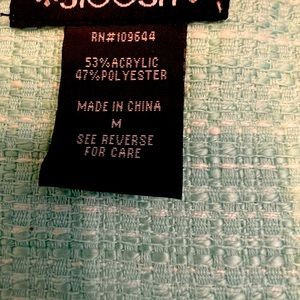 RN#109644
53%ACRYLIC
47%POLYESTER
MADE IN CHINA
M
SEE REVERSE
FOR CARE